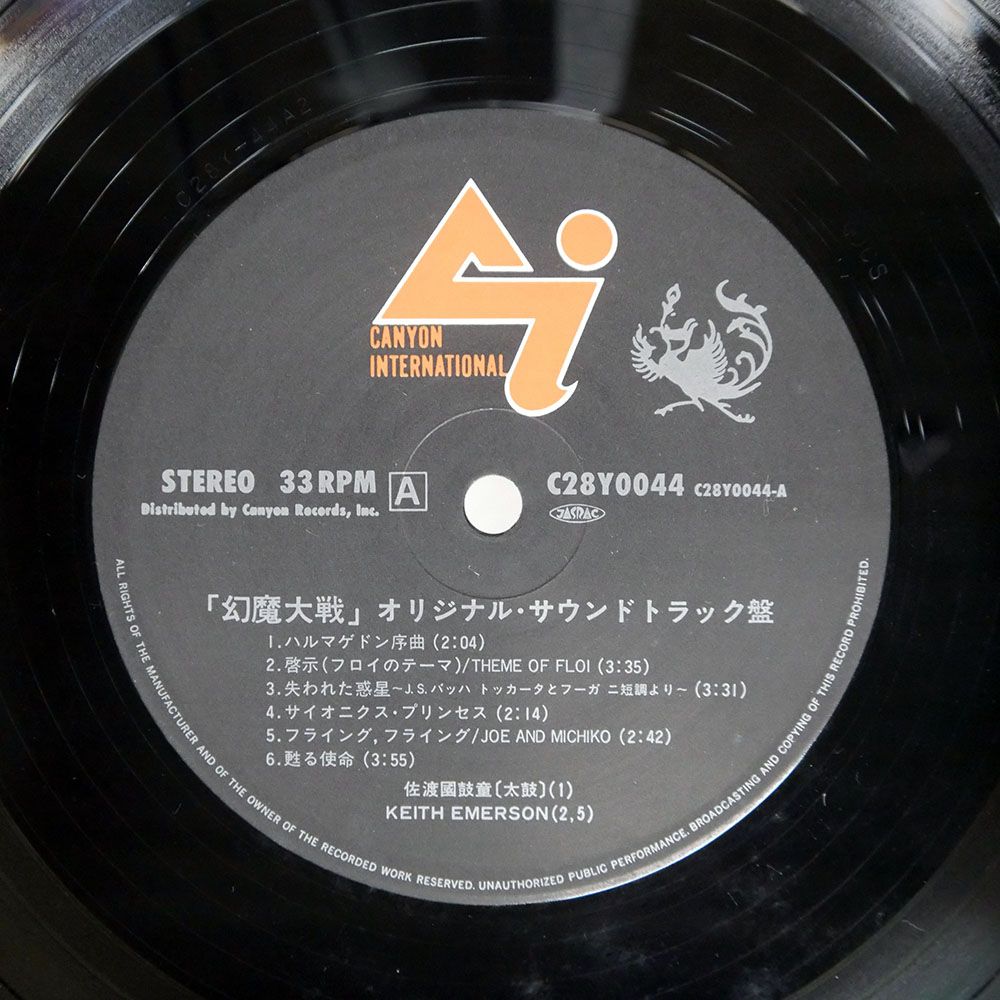 CANYON
INTERNATIONAL
STEREO 33 RPM A C28Y0044 C28Y0044-A
Distributed by Canyon Records, Inc. JASRAC
「幻魔大戦」オリジナル・サウンドトラック盤
1. ハルマゲドン序曲 (2:04)
2. 啓示(フロイのテーマ)/THEME OF FLOI (3:35)
3. 失われた惑星〜J.S.バッハ トッカータとフーガ ニ短調より〜 (3:31)
4. サイオニクス・プリンセス (2:14)
5. フライング, フライング/JOE AND MICHIKO (2:42)
6. 甦る使命 (3:55)
佐渡國鼓童〔太鼓〕(1)
KEITH EMERSON(2,5)
ALL RIGHTS OF THE MANUFACTURER AND OF THE OWNER OF THE RECORDED WORK RESERVED. UNAUTHORIZED PUBLIC PERFORMANCE. BROADCASTING AND COPYING OF THIS RECORD PROHIBITED.